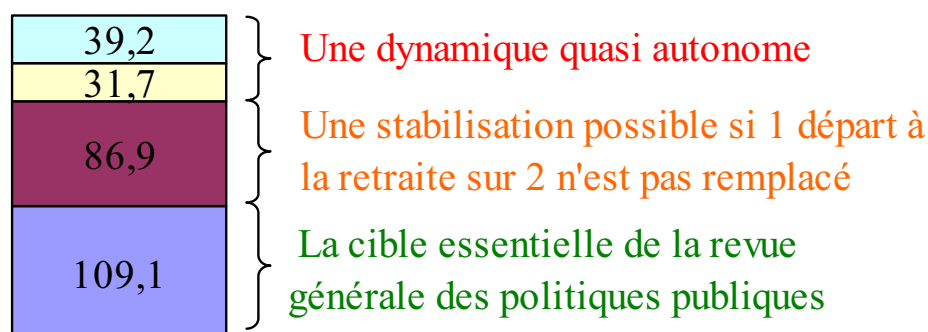 39,2
Une dynamique quasi autonome
31,7
86,9
Une stabilisation possible si 1 départ à
la retraite sur 2 n'est pas remplacé
109,1
La cible essentielle de la revue
générale des politiques publiques